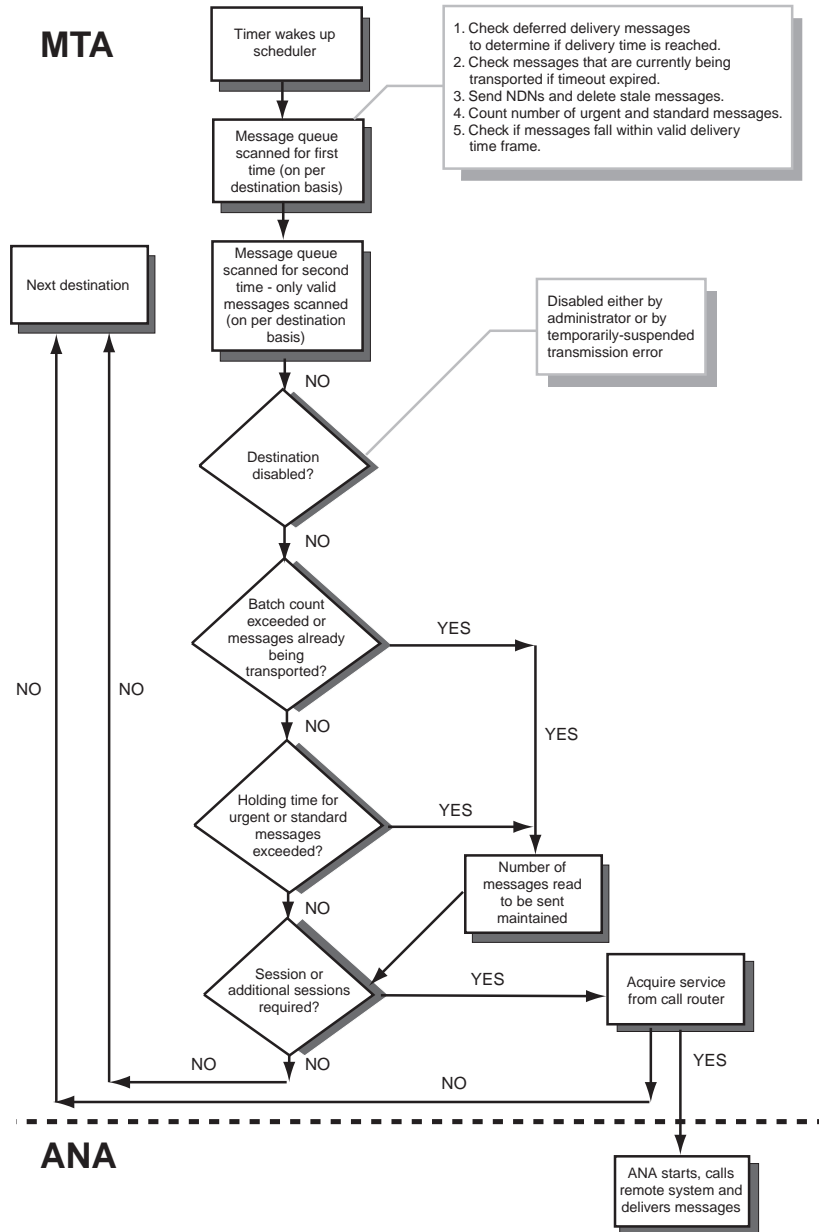 MTA
Timer wakes up
scheduler
1. Check deferred delivery messages
to determine if delivery time is reached.
2. Check messages that are currently being
transported if timeout expired.
3. Send NDNs and delete stale messages.
4. Count number of urgent and standard messages.
5. Check if messages fall within valid delivery
time frame.
Message queue
scanned for first
time (on per
destination basis)
Message queue
scanned for second
time - only valid
messages scanned
(on per destination
basis)
Next destination
Disabled either by
administrator or by
temporarily-suspended
transmission error
NO
Destination
disabled?
NO
Batch count
exceeded or
messages already
being
transported?
YES
NO
NO
NO
YES
Holding time for
urgent or standard
messages
exceeded?
YES
Number of
messages read
to be sent
maintained
NO
Session or
additional sessions
required?
YES
Acquire service
from call router
NO
NO
YES
NO
ANA
ANA starts, calls
remote system and
delivers messages